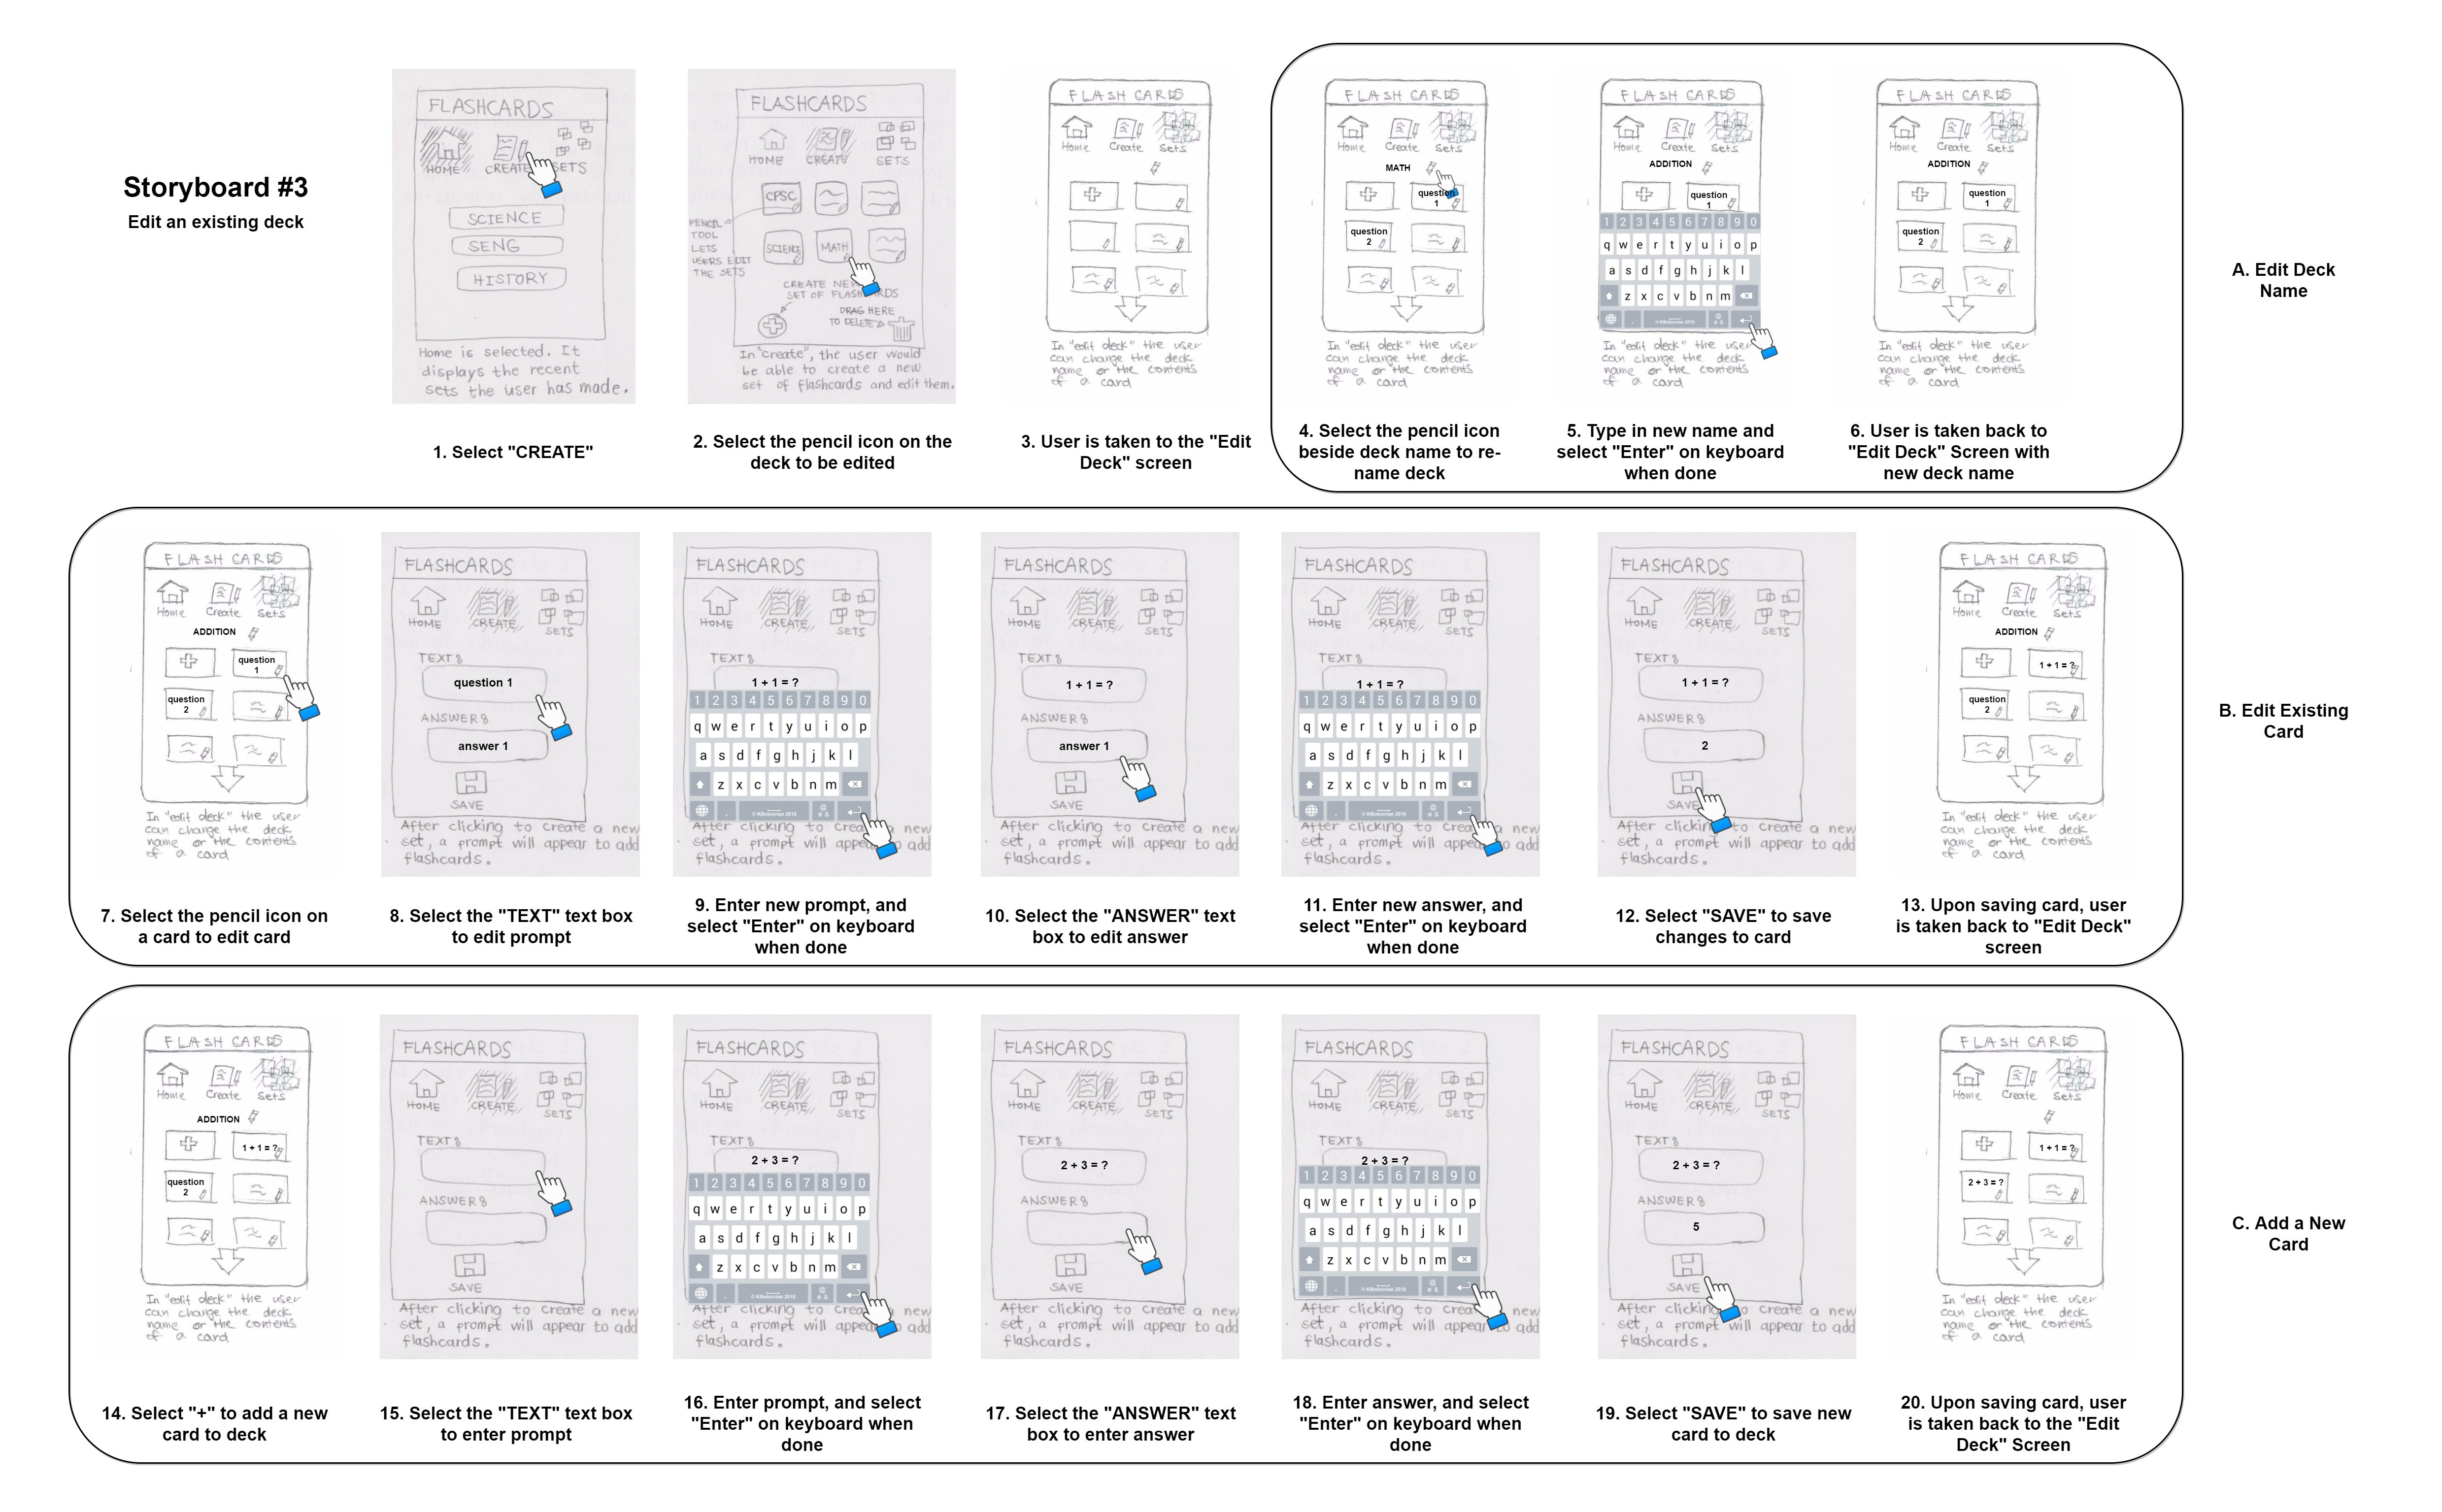 Storyboard #3
Edit an existing deck
FLASHCARDS
HOME CREATE SETS
SCIENCE
SENG
HISTORY
Home is selected. It
displays the recent
sets the user has made.
1. Select "CREATE"
FLASHCARDS
HOME CREATE SETS
CPSC
SCIENCE MATH
PENCIL
TOOL
LETS
USERS EDIT
THE SETS
CREATE NEW
SET OF FLASHCARDS
DRAG HERE
TO DELETE
In "create", the user would
be able to create a new
set of flashcards and edit them.
2. Select the pencil icon on the
deck to be edited
FLASH CARDS
Home Create Sets
In "edit deck" the user
can change the deck
name or the contents
of a card
3. User is taken to the "Edit
Deck" screen
FLASH CARDS
Home Create Sets
MATH
question
1
question
2
In "edit deck" the user
can change the deck
name or the contents
of a card
4. Select the pencil icon
beside deck name to re-
name deck
FLASH CARDS
Home Create Sets
ADDITION
question
1
1 2 3 4 5 6 7 8 9 0
q w e r t y u i o p
a s d f g h j k l
z x c v b n m
In "edit deck" the user
can change the deck
name or the contents
of a card
5. Type in new name and
select "Enter" on keyboard
when done
FLASH CARDS
Home Create Sets
ADDITION
question
1
question
2
In "edit deck" the user
can change the deck
name or the contents
of a card
6. User is taken back to
"Edit Deck" Screen with
new deck name
A. Edit Deck
Name
FLASH CARDS
Home Create Sets
ADDITION
question
1
question
2
In "edit deck" the user
can change the deck
name or the contents
of a card
7. Select the pencil icon on
a card to edit card
FLASHCARDS
HOME CREATE SETS
TEXT:
question 1
ANSWER:
answer 1
SAVE
After clicking to create a new
set, a prompt will appear to add
flashcards.
8. Select the "TEXT" text box
to edit prompt
FLASHCARDS
HOME CREATE SETS
TEXT:
1 + 1 = ?
1 2 3 4 5 6 7 8 9 0
q w e r t y u i o p
a s d f g h j k l
z x c v b n m
After clicking to crea new
set, a prompt will appea o add
flashcards.
9. Enter new prompt, and
select "Enter" on keyboard
when done
FLASHCARDS
HOME CREATE SETS
TEXT:
1 + 1 = ?
ANSWER:
answer 1
SAVE
After clicking to create a new
set, a prompt will appear to add
flashcards.
10. Select the "ANSWER" text
box to edit answer
FLASHCARDS
HOME CREATE SETS
TEXT:
1 + 1 = ?
1 2 3 4 5 6 7 8 9 0
q w e r t y u i o p
a s d f g h j k l
z x c v b n m
After clicking to crea new
set, a prompt will appea o add
flashcards.
11. Enter new answer, and
select "Enter" on keyboard
when done
FLASHCARDS
HOME CREATE SETS
TEXT:
1 + 1 = ?
ANSWER:
2
SAVE
After clicking to create a new
set, a prompt will appear to add
flashcards.
12. Select "SAVE" to save
changes to card
FLASH CARDS
Home Create Sets
ADDITION
1 + 1 = ?
question
2
In "edit deck" the user
can change the deck
name or the contents
of a card
13. Upon saving card, user
is taken back to "Edit Deck"
screen
B. Edit Existing
Card
FLASH CARDS
Home Create Sets
ADDITION
1 + 1 = ?
question
2
In "edit deck" the user
can change the deck
name or the contents
of a card
14. Select "+" to add a new
card to deck
FLASHCARDS
HOME CREATE SETS
TEXT:
ANSWER:
SAVE
After clicking to create a new
set, a prompt will appear to add
flashcards.
15. Select the "TEXT" text box
to enter prompt
FLASHCARDS
HOME CREATE SETS
TEXT:
2 + 3 = ?
1 2 3 4 5 6 7 8 9 0
q w e r t y u i o p
a s d f g h j k l
z x c v b n m
After clicking to crea new
set, a prompt will appea o add
flashcards.
16. Enter prompt, and select
"Enter" on keyboard when
done
FLASHCARDS
HOME CREATE SETS
TEXT:
2 + 3 = ?
ANSWER:
SAVE
After clicking to create a new
set, a prompt will appear to add
flashcards.
17. Select the "ANSWER" text
box to enter answer
FLASHCARDS
HOME CREATE SETS
TEXT:
2 + 3 = ?
1 2 3 4 5 6 7 8 9 0
q w e r t y u i o p
a s d f g h j k l
z x c v b n m
After clicking to crea new
set, a prompt will appear to add
flashcards.
18. Enter answer, and select
"Enter" on keyboard when
done
FLASHCARDS
HOME CREATE SETS
TEXT:
2 + 3 = ?
ANSWER:
5
SAVE
After clicking to create a new
set, a prompt will appear to add
flashcards.
19. Select "SAVE" to save new
card to deck
FLASH CARDS
Home Create Sets
1 + 1 = ?
2 + 3 = ?
In "edit deck" the user
can change the deck
name or the contents
of a card
20. Upon saving card, user
is taken back to the "Edit
Deck" Screen
C. Add a New
Card